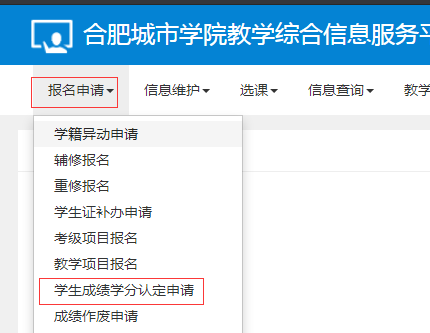 合肥城市学院教学综合信息服务
报名申请 信息维护 选课 信息查询 教学
学籍异动申请
辅修报名
重修报名
学生证补办申请
考级项目报名
教学项目报名
学生成绩学分认定申请
成绩作废申请